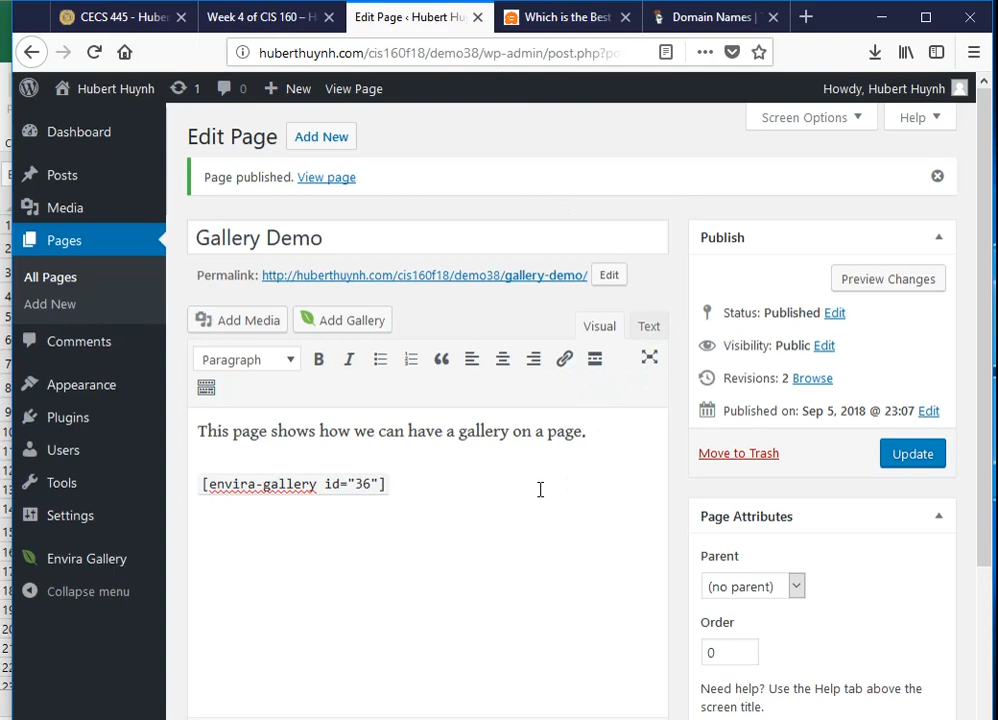 CECS 445 - Huber
Week 4 of CIS 160 –
Edit Page ‹ Hubert Hu
Which is the Best
Domain Names |
huberthuynh.com/cis160f18/demo38/wp-admin/post.php?po
Hubert Huynh
1
0
New
View Page
Howdy, Hubert Huynh
Dashboard
Posts
Media
Pages
All Pages
Add New
Comments
Appearance
Plugins
Users
Tools
Settings
Envira Gallery
Collapse menu
Screen Options
Help
Edit Page
Add New
Page published. View page
Gallery Demo
Permalink: http://huberthuynh.com/cis160f18/demo38/gallery-demo/ Edit
Add Media
Add Gallery
Visual
Text
Paragraph
B
I
This page shows how we can have a gallery on a page.
[envira-gallery id="36"]
Publish
Preview Changes
Status: Published Edit
Visibility: Public Edit
Revisions: 2 Browse
Published on: Sep 5, 2018 @ 23:07 Edit
Move to Trash
Update
Page Attributes
Parent
(no parent)
Order
0
Need help? Use the Help tab above the
screen title.